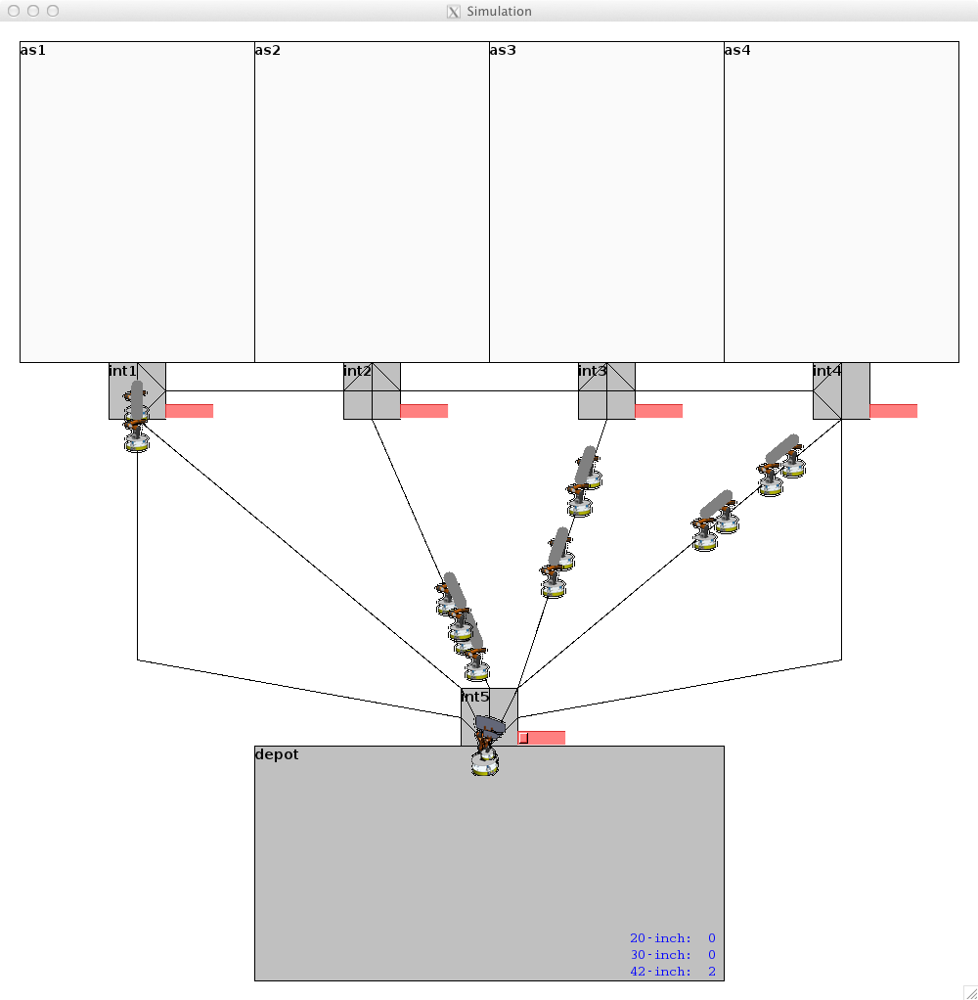 Simulation
as1
as2
as3
as4
int1
int2
int3
int4
int5
depot
20-inch: 0
30-inch: 0
42-inch: 2